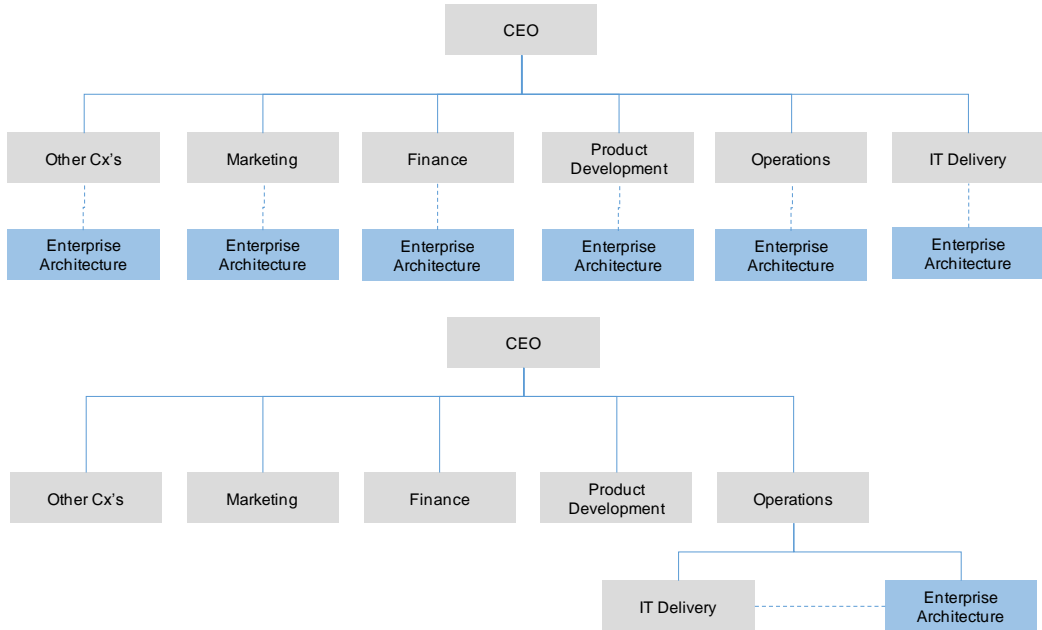 CEO
Other Cx's
Marketing
Finance
Product
Development
Operations
IT Delivery
Enterprise
Architecture
Enterprise
Architecture
Enterprise
Architecture
Enterprise
Architecture
Enterprise
Architecture
Enterprise
Architecture
CEO
Other Cx's
Marketing
Finance
Product
Development
Operations
IT Delivery
Enterprise
Architecture